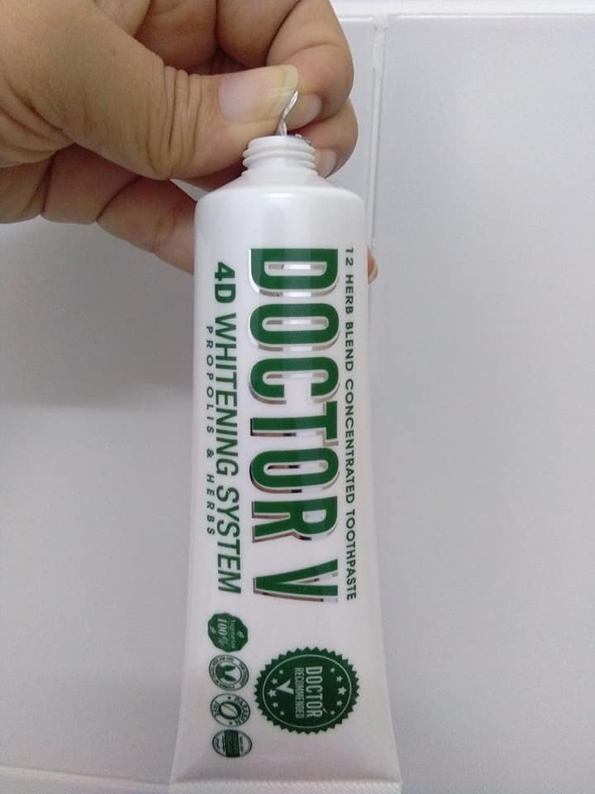 12 HERB BLEND CONCENTRATED TOOTHPASTE
DOCTOR V
4D WHITENING SYSTEM
PROPOLIS & HERBS
DOCTOR
RECOMMENDED
100%